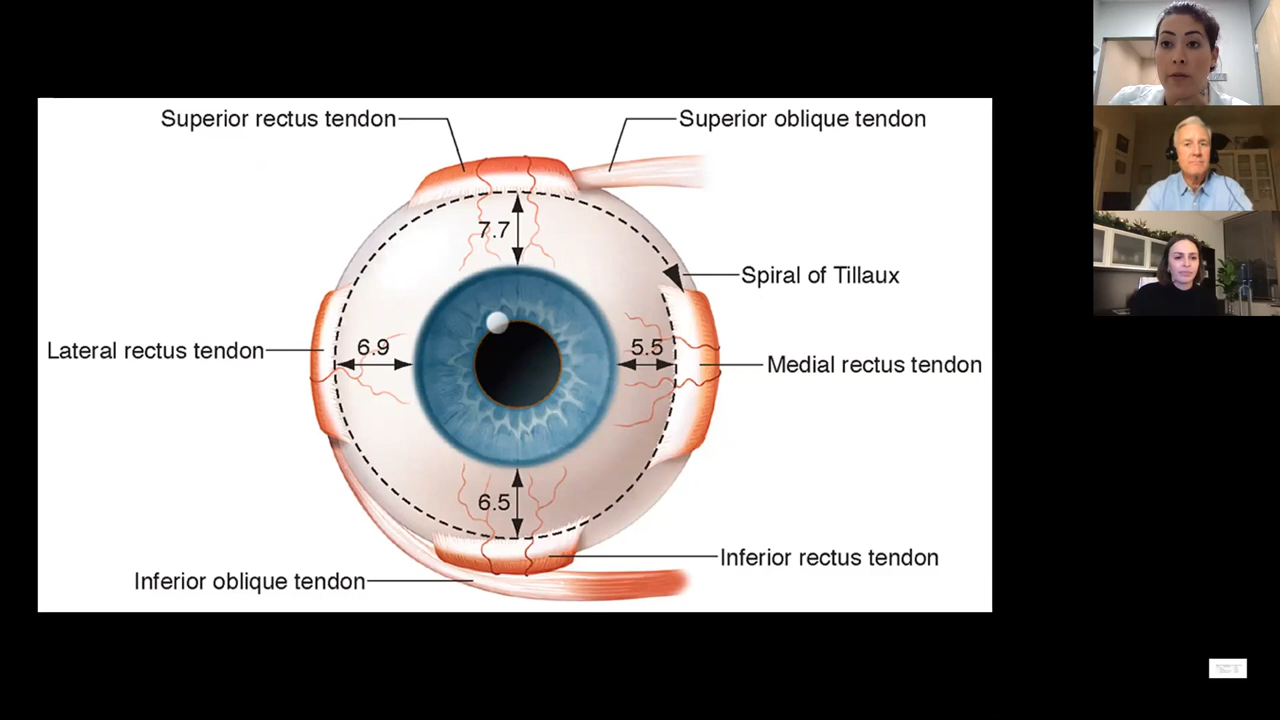 Superior rectus tendon
Superior oblique tendon
7.7
Spiral of Tillaux
Lateral rectus tendon
6.9
5.5
Medial rectus tendon
6.5
Inferior rectus tendon
Inferior oblique tendon